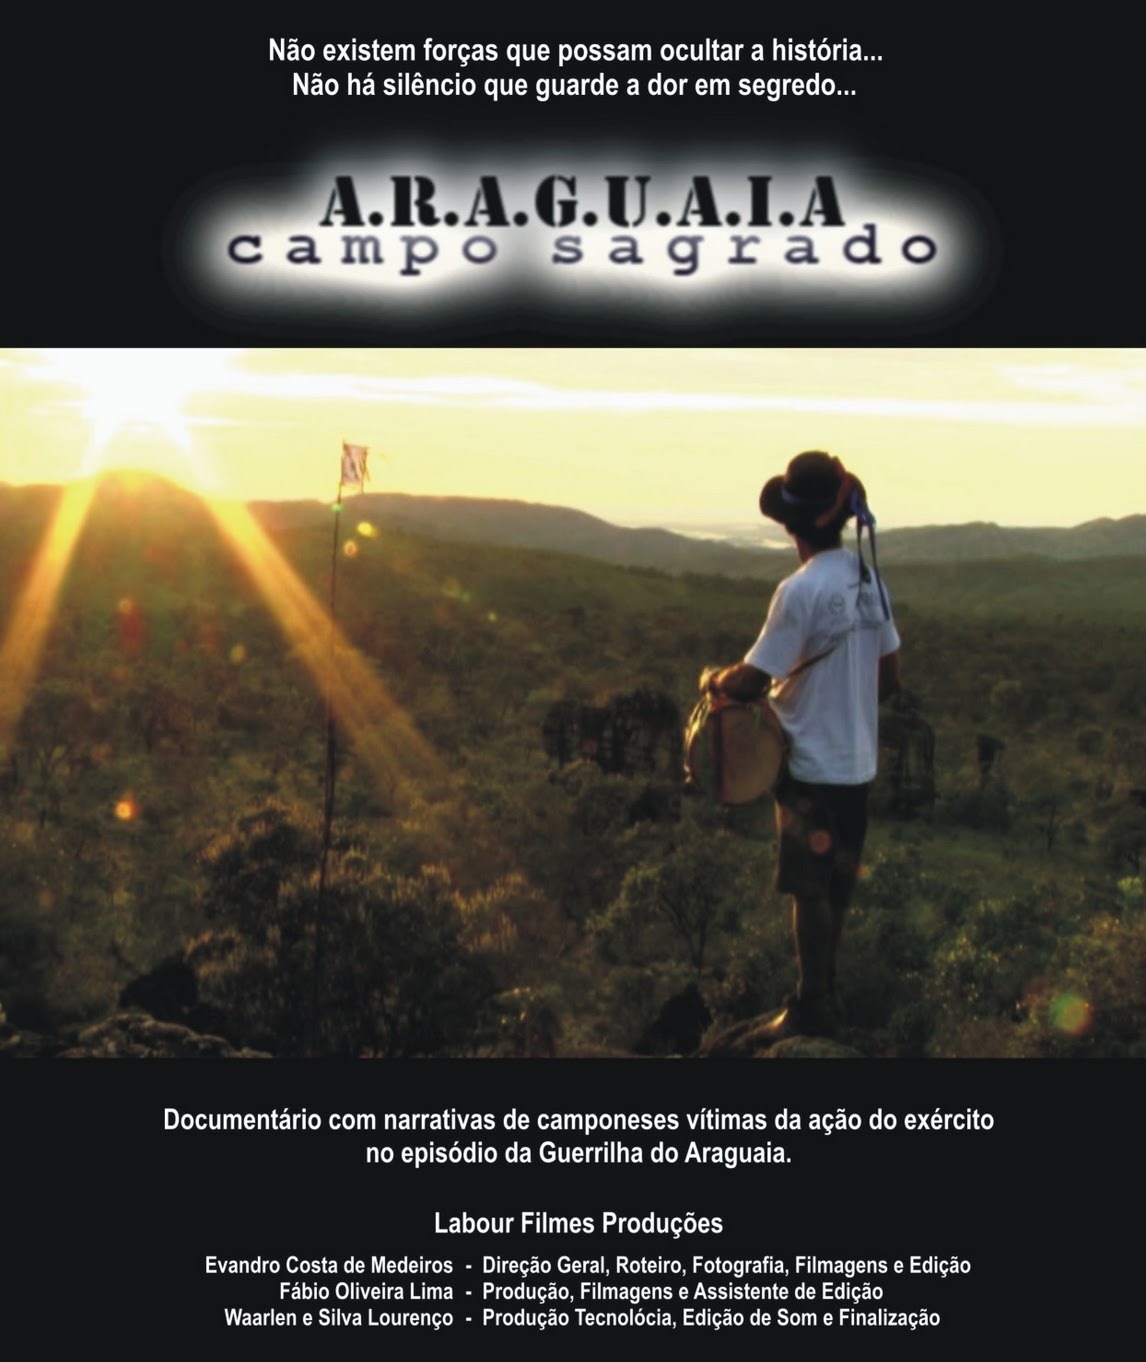 Não existem forças que possam ocultar a história...
Não há silêncio que guarde a dor em segredo...
A.R.A.G.U.A.I.A
campo sagrado
Documentário com narrativas de camponeses vítimas da ação do exército
no episódio da Guerrilha do Araguaia.
Labour Filmes Produções
Evandro Costa de Medeiros - Direção Geral, Roteiro, Fotografia, Filmagens e Edição
Fábio Oliveira Lima - Produção, Filmagens e Assistente de Edição
Waarlen e Silva Lourenço - Produção Tecnolócia, Edição de Som e Finalização